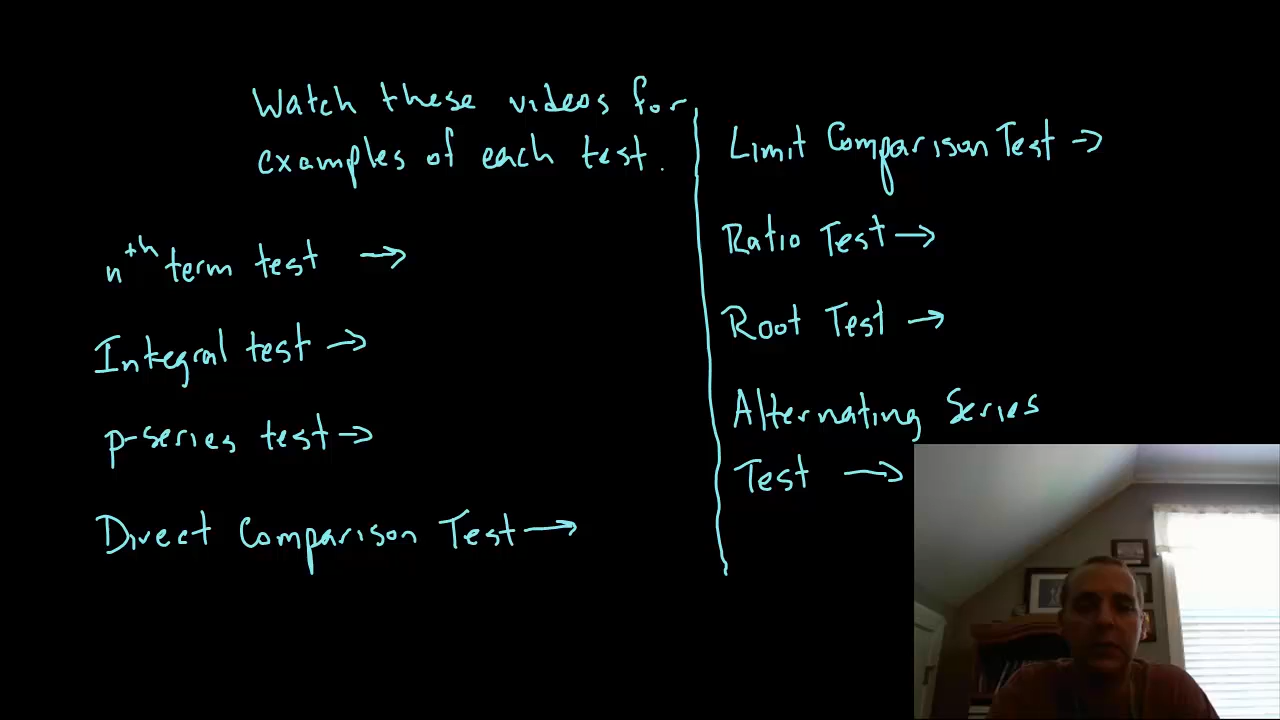 Watch these videos for
examples of each test.
nth term test →
Integral test →
p-series test →
Direct Comparison Test →
Limit Comparison Test →
Ratio Test →
Root Test →
Alternating Series
Test →